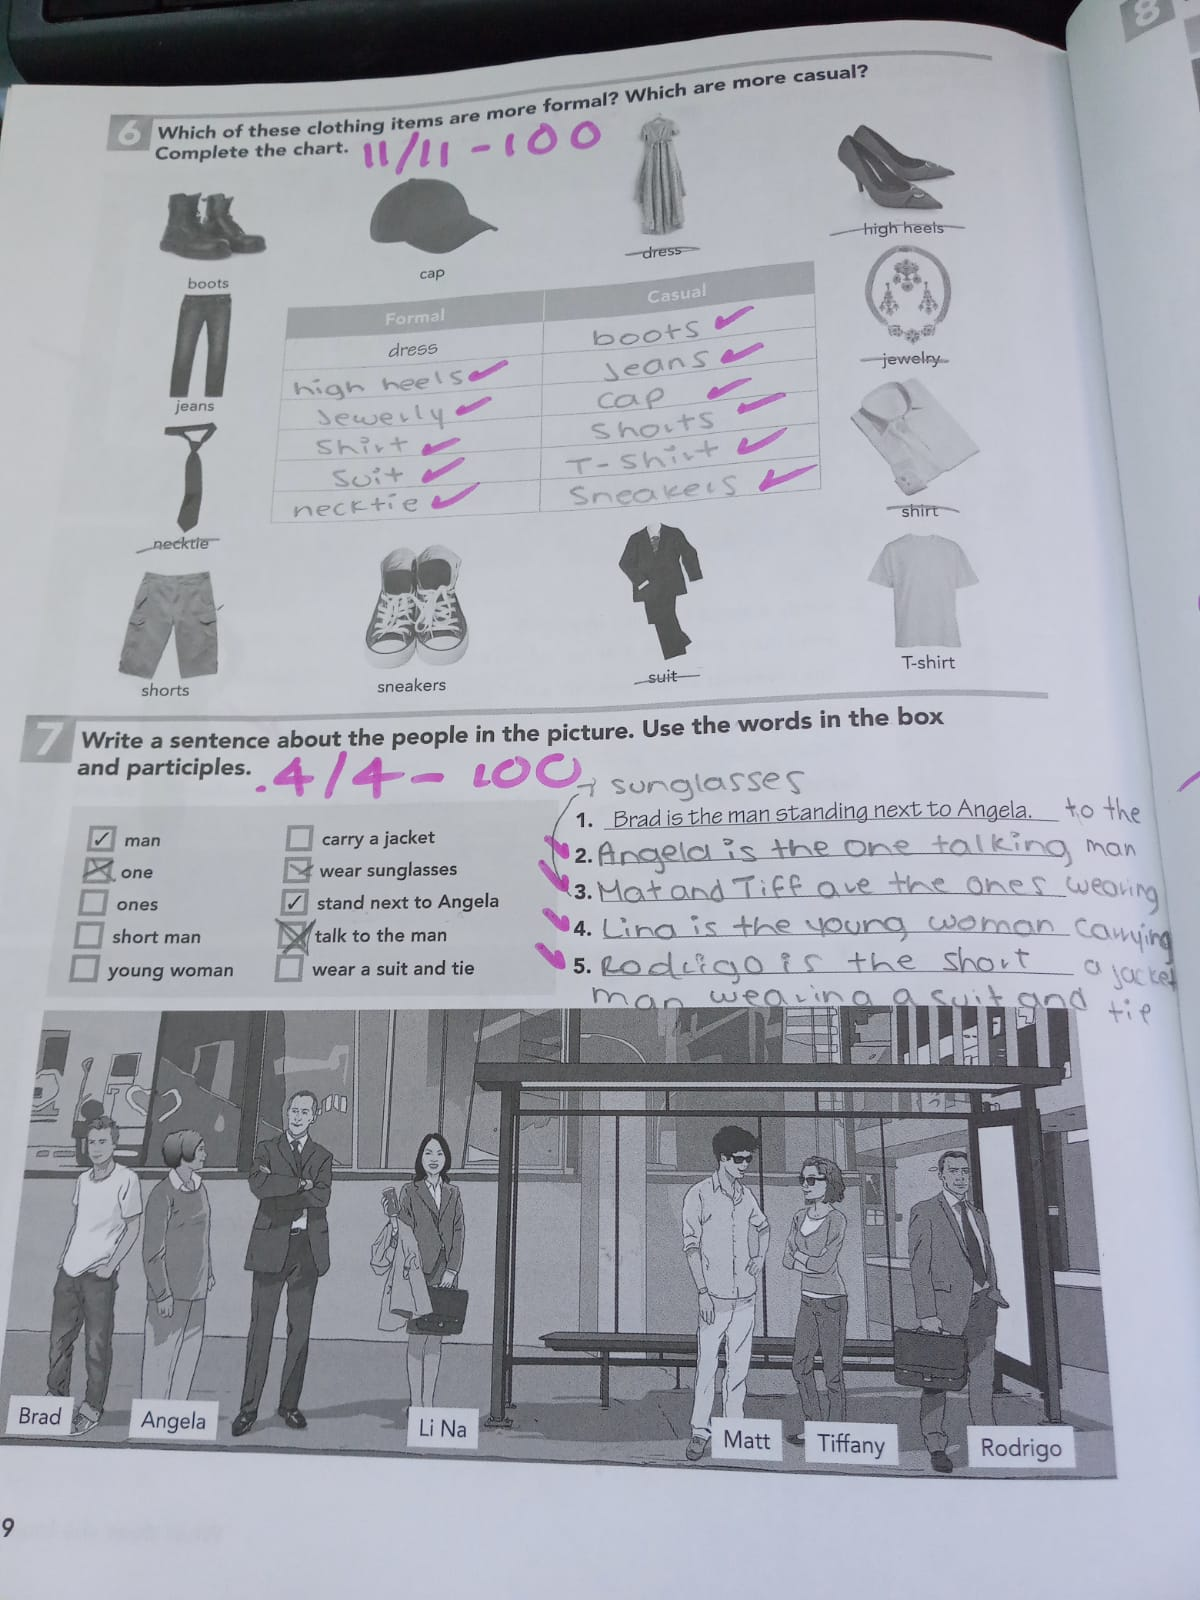 8
6 Which of these clothing items are more formal? Which are more casual?
Complete the chart. 11/11 - 100
boots
cap
dress
high heels
jeans
jewelry
necktie
shirt
Formal Casual
dress boots ✓
high heels ✓ Jeans ✓
Jewerly ✓ cap ✓
Shirt ✓ Shorts ✓
Suit ✓ T-Shirt ✓
necktie ✓ Sneakers ✓
shorts
sneakers
suit
T-shirt
7 Write a sentence about the people in the picture. Use the words in the box
and participles. .4/4 - 100
sunglasses
✓ man
one
ones
short man
young woman
carry a jacket
wear sunglasses
✓ stand next to Angela
talk to the man
wear a suit and tie
1. Brad is the man standing next to Angela. to the
2. Angela is the one talking man
3. Mat and Tiff are the ones wearing
4. Lina is the young woman carrying
5. Rodrigo is the short a jacket
man wearing a suit and tie
Brad
Angela
Li Na
Matt
Tiffany
Rodrigo
9